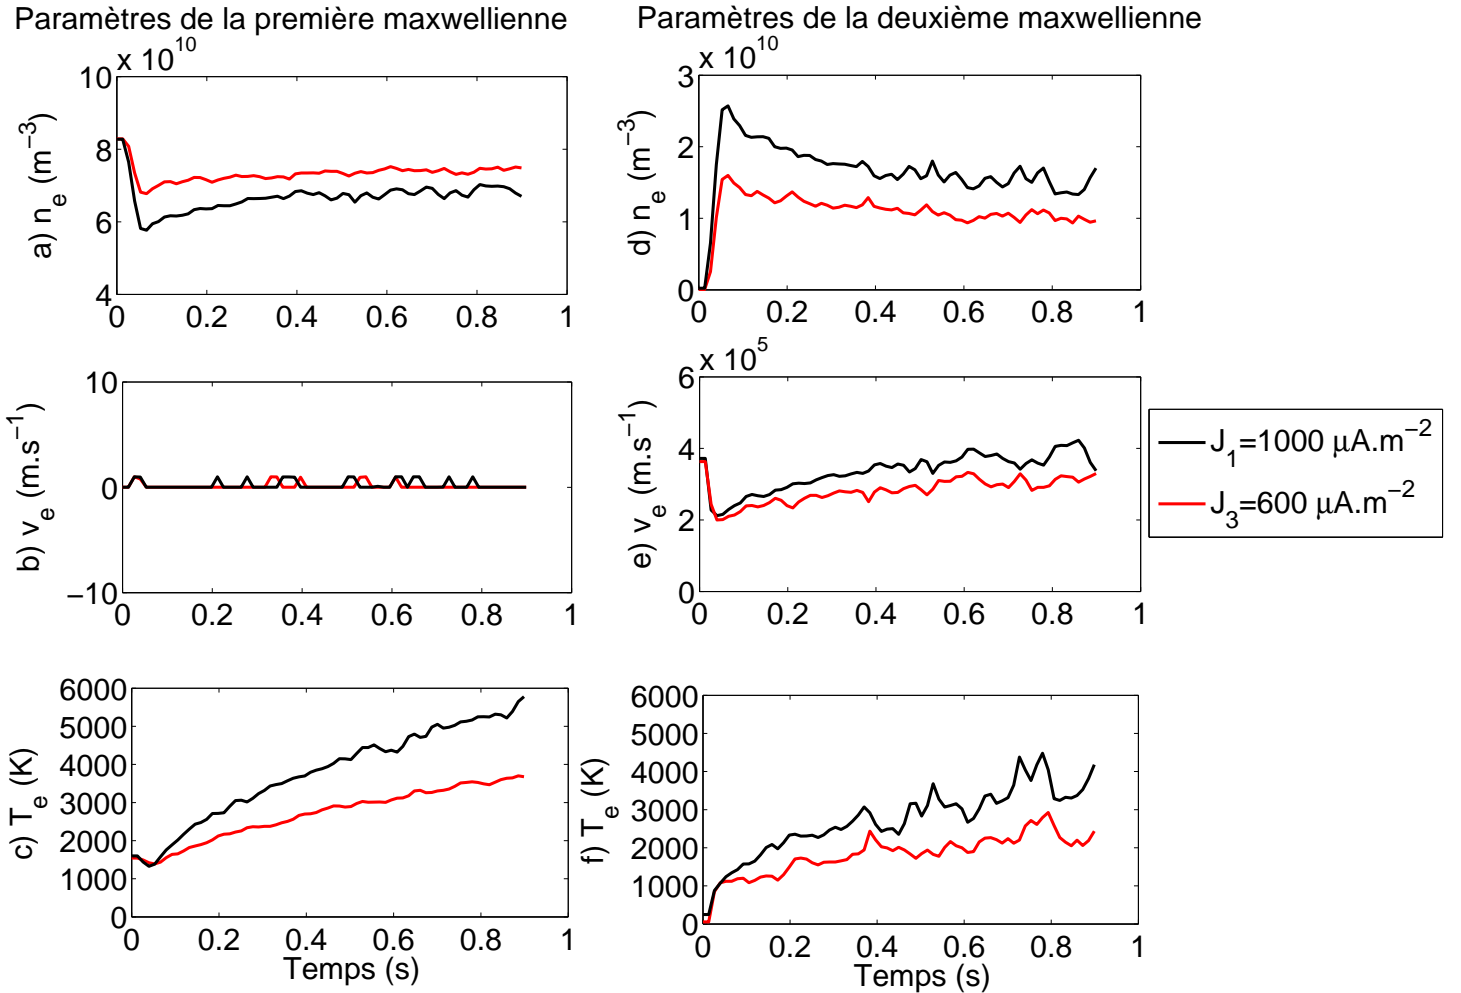 Paramètres de la première maxwellienne
Paramètres de la deuxième maxwellienne
x 10^10
10
8
6
4
0 0.2 0.4 0.6 0.8 1
a) n_e (m^−3)
x 10^10
3
2
1
0
0 0.2 0.4 0.6 0.8 1
d) n_e (m^−3)
10
0
−10
0 0.2 0.4 0.6 0.8 1
b) v_e (m.s^−1)
x 10^5
6
4
2
0
0 0.2 0.4 0.6 0.8 1
e) v_e (m.s^−1)
J_1=1000 μA.m^−2
J_3=600 μA.m^−2
6000
5000
4000
3000
2000
1000
0
0 0.2 0.4 0.6 0.8 1
c) T_e (K)
Temps (s)
6000
5000
4000
3000
2000
1000
0
0 0.2 0.4 0.6 0.8 1
f) T_e (K)
Temps (s)